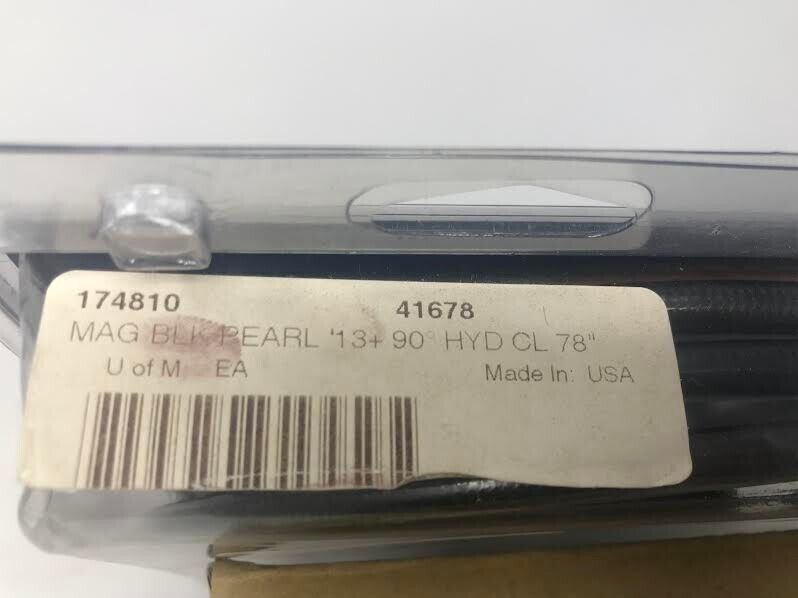 174810 41678
MAG BLK PEARL '13+ 90° HYD CL 78"
U of M EA Made In: USA